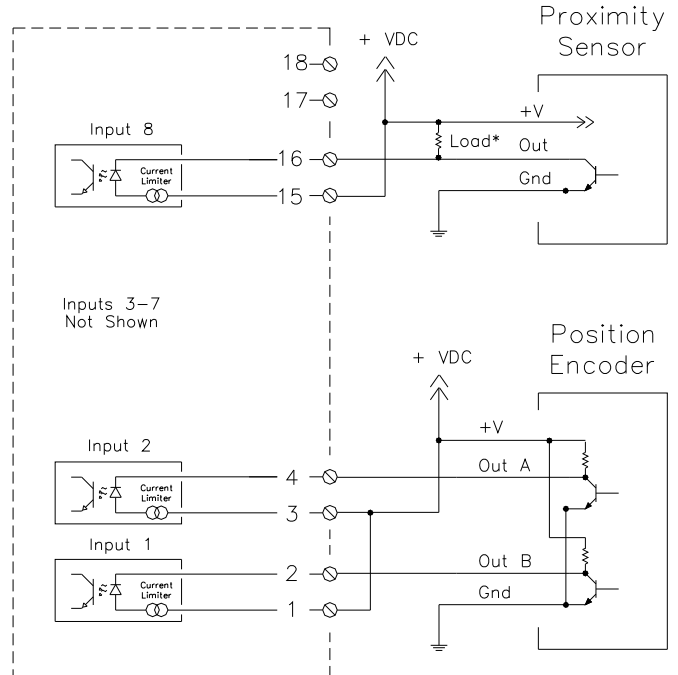 Proximity
Sensor
+ VDC
18
17
+V
Input 8
Load*
Out
16
Current
Limiter
Gnd
15
Inputs 3-7
Not Shown
Position
Encoder
+ VDC
+V
Input 2
Out A
4
Current
Limiter
3
Input 1
Out B
2
Current
Limiter
Gnd
1